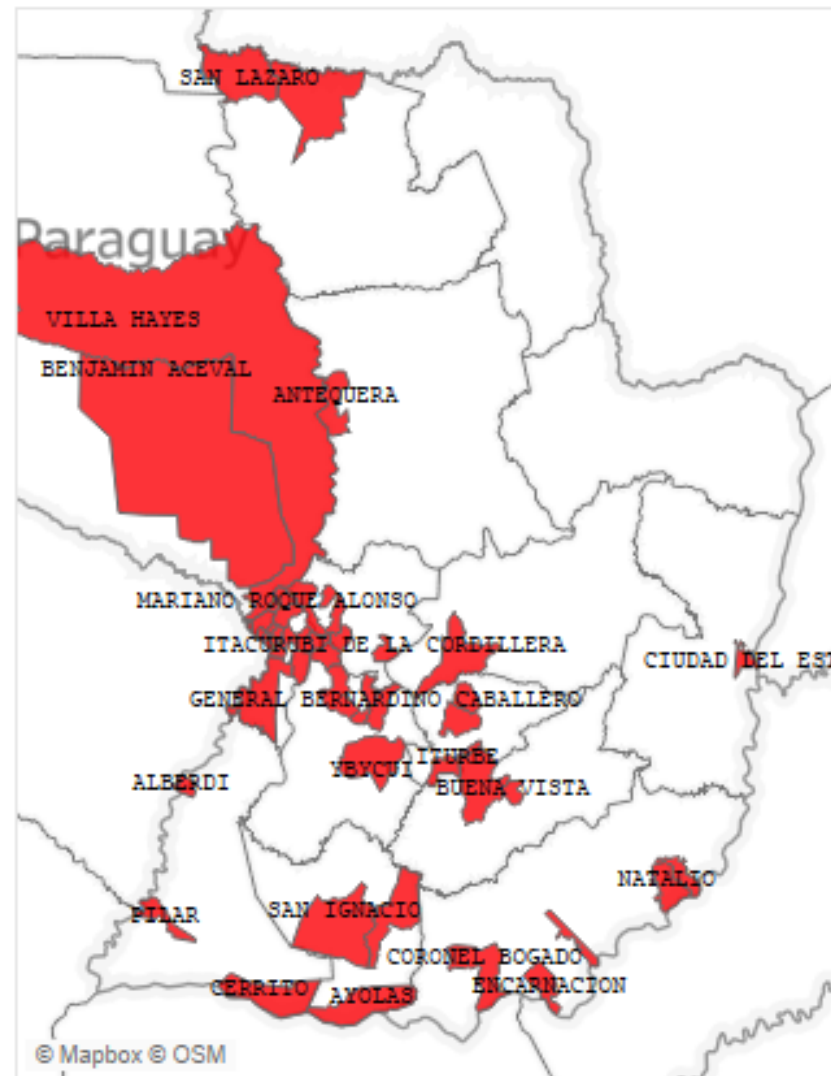 SAN LAZARO
Paraguay
VILLA HAYES
BENJAMIN ACEVAL
ANTEQUERA
MARIANO ROQUE ALONSO
ITACURUBI DE LA CORDILLERA
CIUDAD DEL EST
GENERAL BERNARDINO CABALLERO
ITURBE
YBYCUI
ALBERDI
BUENA VISTA
NATALIO
SAN IGNACIO
PILAR
CORONEL BOGADO
ENCARNACION
CERRITO
AYOLAS
© Mapbox © OSM